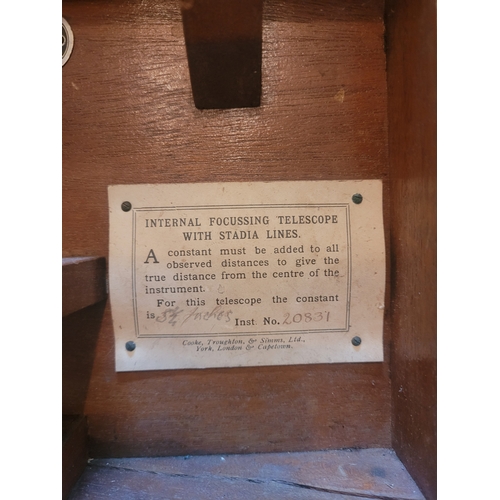 INTERNAL FOCUSSING TELESCOPE
WITH STADIA LINES.
A constant must be added to all
observed distances to give the
true distance from the centre of the
instrument.
For this telescope the constant
is 5¼ inches Inst No. 20831
Cooke, Troughton, & Simms, Ltd.,
York, London & Capetown.